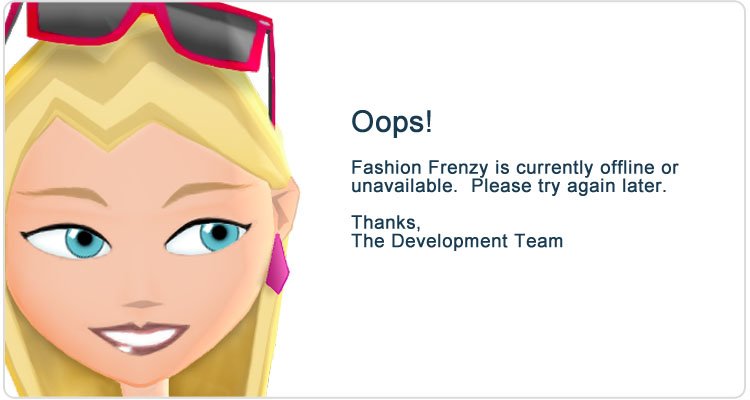 Oops!
Fashion Frenzy is currently offline or
unavailable.  Please try again later.
Thanks,
The Development Team